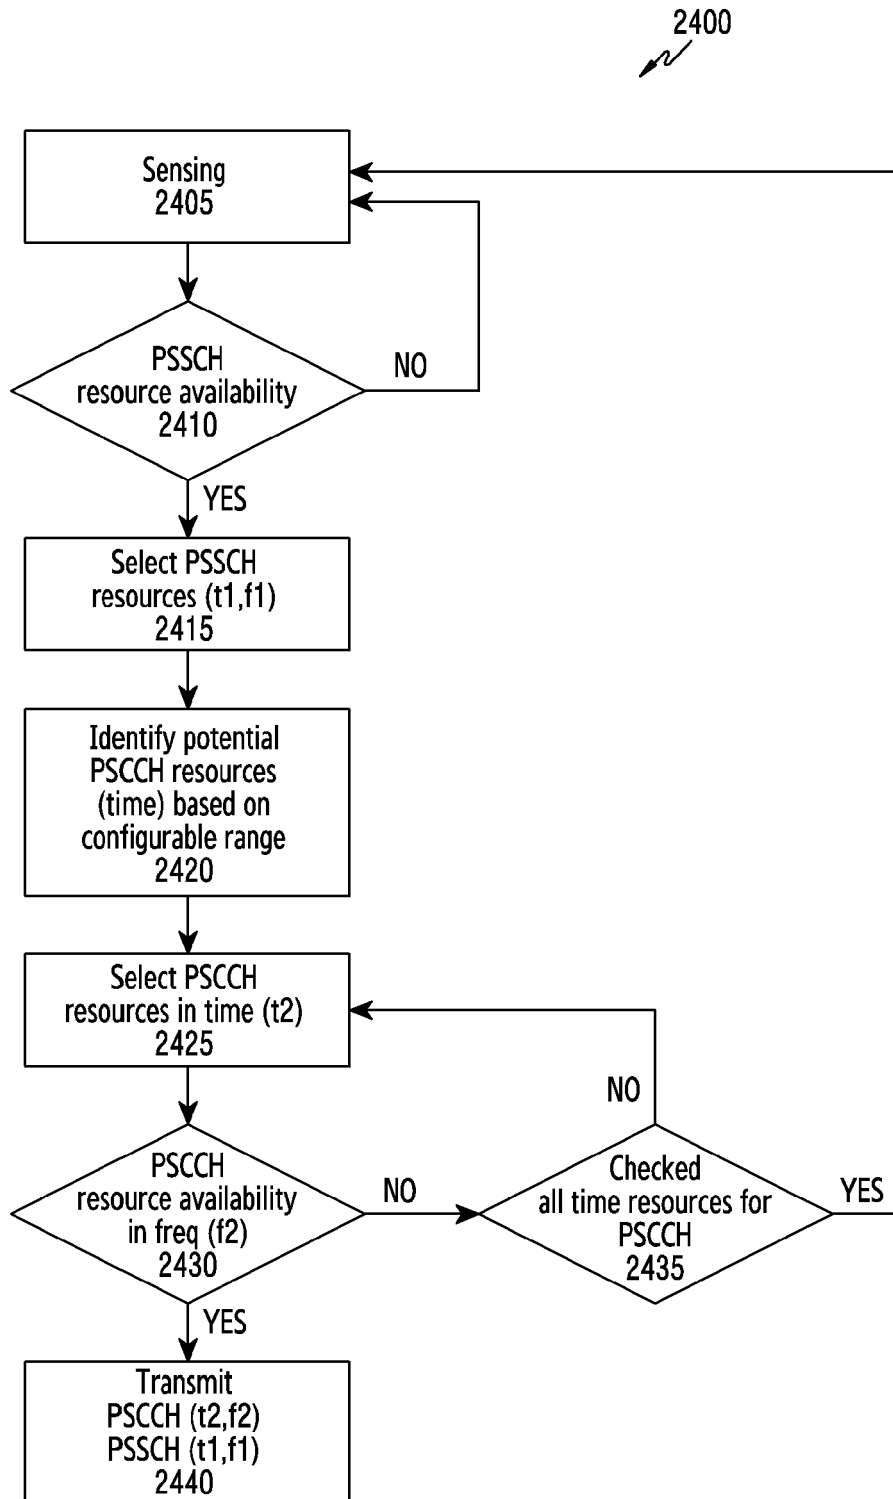 2400
Sensing
2405
PSSCH
resource availability
2410
NO
YES
Select PSSCH
resources (t1,f1)
2415
Identify potential
PSCCH resources
(time) based on
configurable range
2420
Select PSCCH
resources in time (t2)
2425
NO
PSCCH
resource availability
in freq (f2)
2430
NO
Checked
all time resources for
PSCCH
2435
YES
YES
Transmit
PSCCH (t2,f2)
PSSCH (t1,f1)
2440